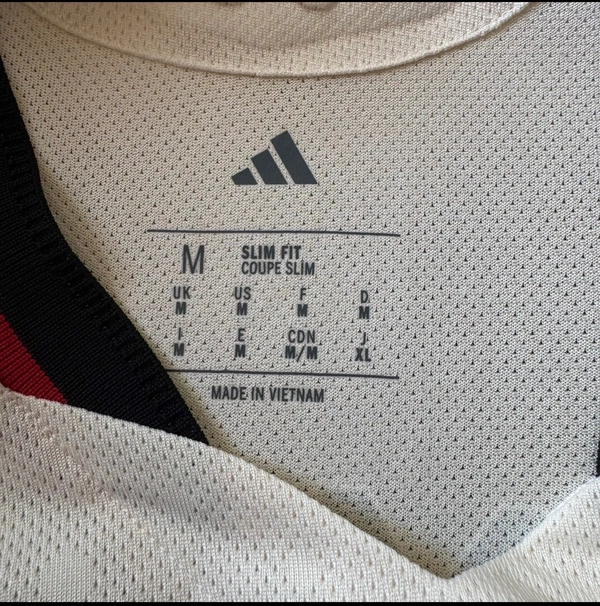 M SLIM FIT
COUPE SLIM
UK US F D
M M M M
I E CDN J
M M M/M XL
MADE IN VIETNAM